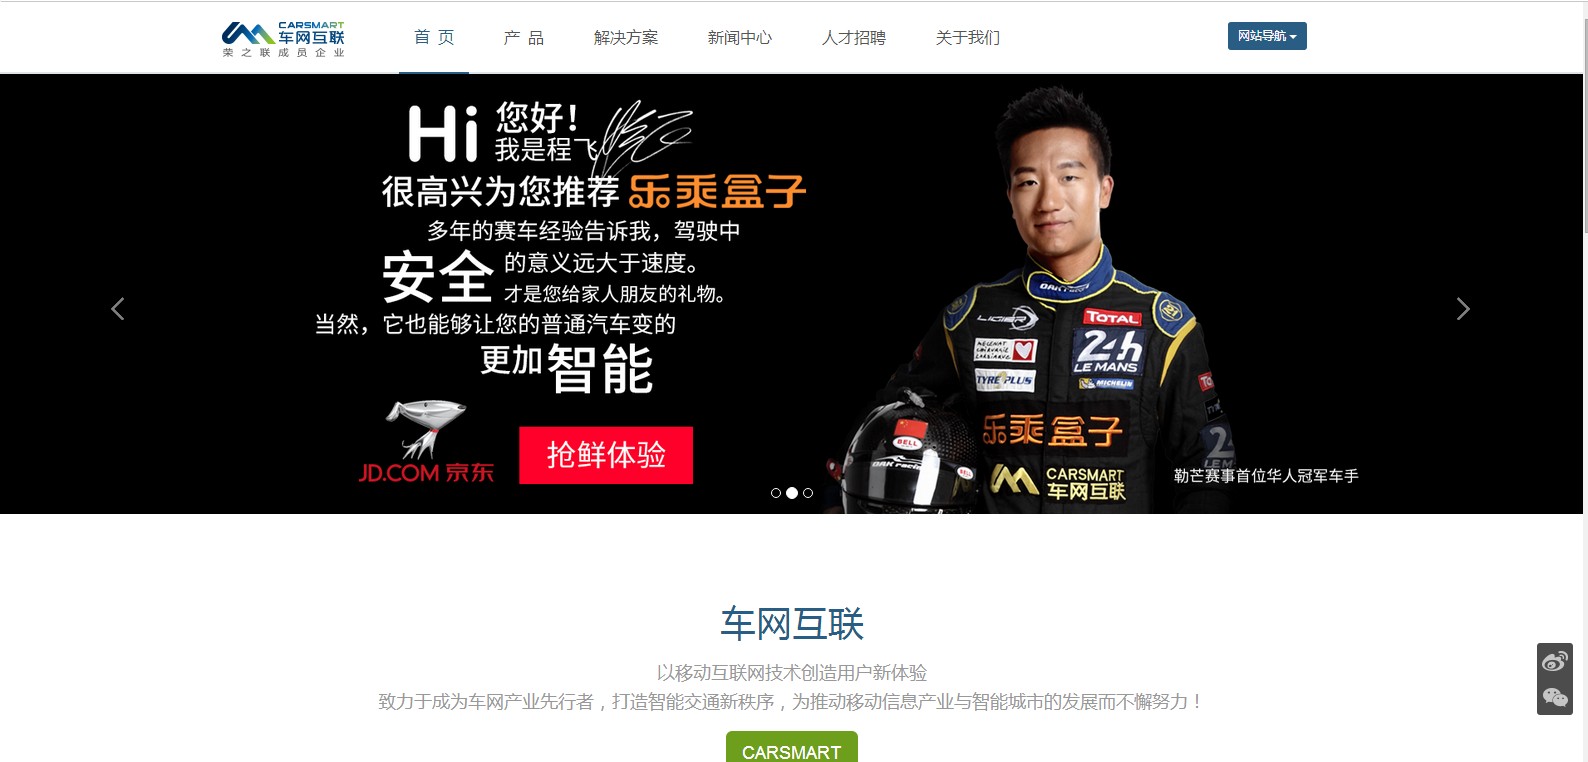 CARSMART
车网互联
荣之联成员企业
首 页
产 品
解决方案
新闻中心
人才招聘
关于我们
网站导航
Hi 您好！
我是程飞
很高兴为您推荐 乐乘盒子
多年的赛车经验告诉我，驾驶中
安全 的意义远大于速度。
才是您给家人朋友的礼物。
当然，它也能够让您的普通汽车变的
更加智能
JD.COM 京东
抢鲜体验
OAK racing
LIGIER
TOTAL
24h
LE MANS
TYRE PLUS
MICHELIN
乐乘盒子
CARSMART
车网互联
BELL
OAK racing
BELL
勒芒赛事首位华人冠军车手
车网互联
以移动互联网技术创造用户新体验
致力于成为车网产业先行者，打造智能交通新秩序，为推动移动信息产业与智能城市的发展而不懈努力！
CARSMART